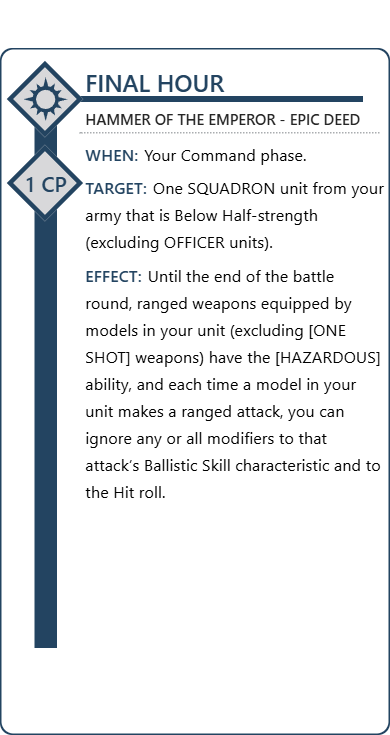 FINAL HOUR
HAMMER OF THE EMPEROR - EPIC DEED
WHEN: Your Command phase.
1 CP
TARGET: One SQUADRON unit from your
army that is Below Half-strength
(excluding OFFICER units).
EFFECT: Until the end of the battle
round, ranged weapons equipped by
models in your unit (excluding [ONE
SHOT] weapons) have the [HAZARDOUS]
ability, and each time a model in your
unit makes a ranged attack, you can
ignore any or all modifiers to that
attack’s Ballistic Skill characteristic and to
the Hit roll.